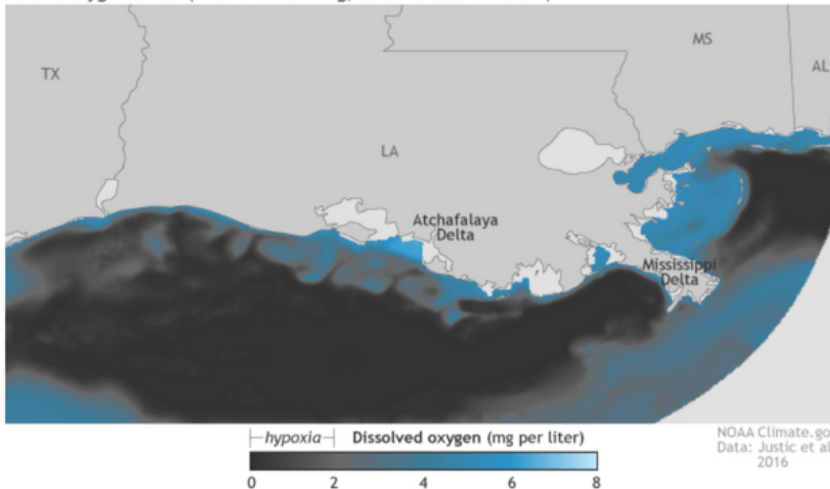 MS
TX
AL
LA
Atchafalaya
Delta
Mississippi
Delta
hypoxia
Dissolved oxygen (mg per liter)
0 2 4 6 8
NOAA Climate.go
Data: Justic et al
2016